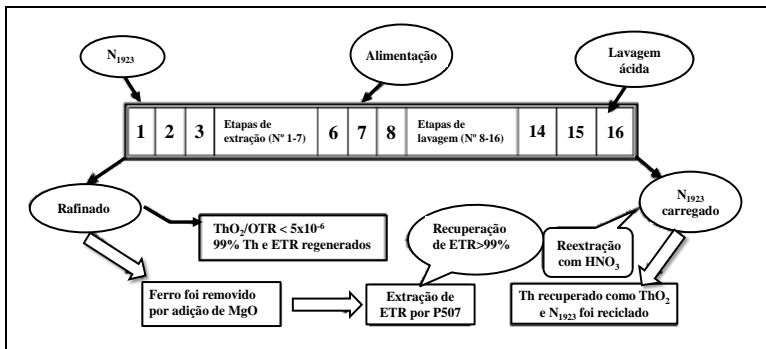 N1923
Alimentação
Lavagem
ácida
1
2
3
Etapas de
extração (Nº 1-7)
6
7
8
Etapas de
lavagem (Nº 8-16)
14
15
16
Rafinado
ThO2/OTR < 5x10-6
99% Th e ETR regenerados
Recuperação
de ETR>99%
Reextração
com HNO3
N1923
carregado
Ferro foi removido
por adição de MgO
Extração de
ETR por P507
Th recuperado como ThO2
e N1923 foi reciclado